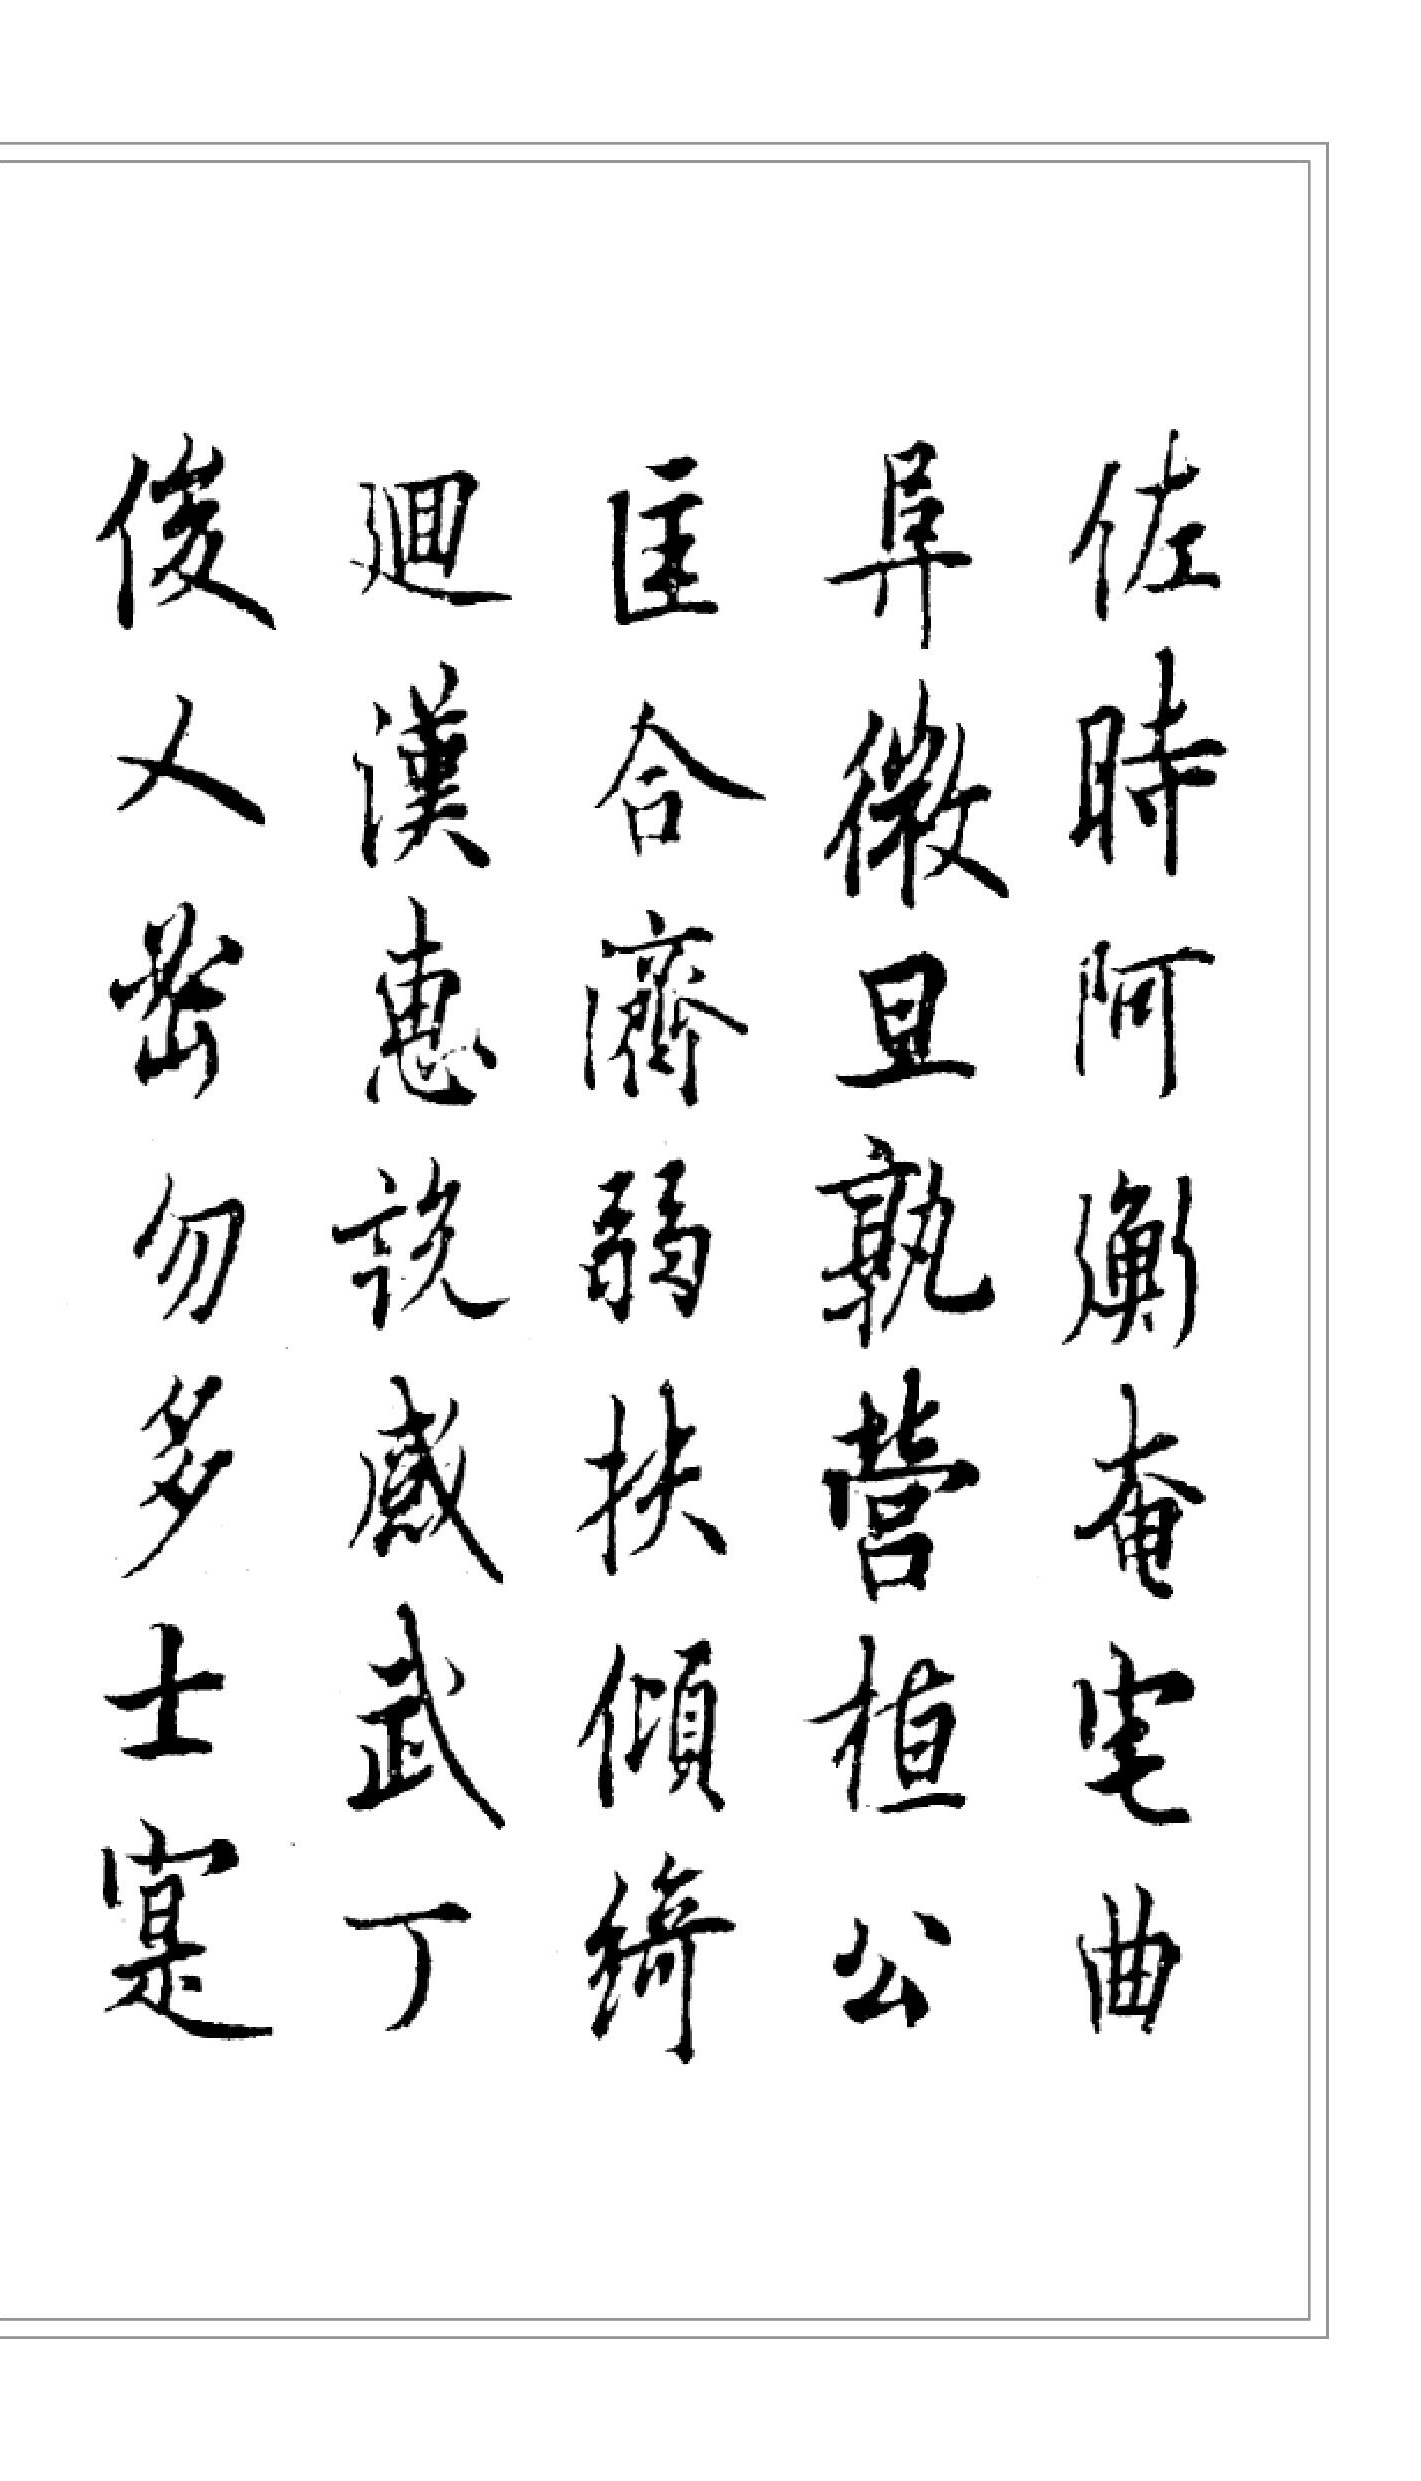 佐時阿衡奄宅曲
阜微旦孰營桓公
匡合濟弱扶傾綺
迴漢惠説感武丁
俊乂密勿多士寔